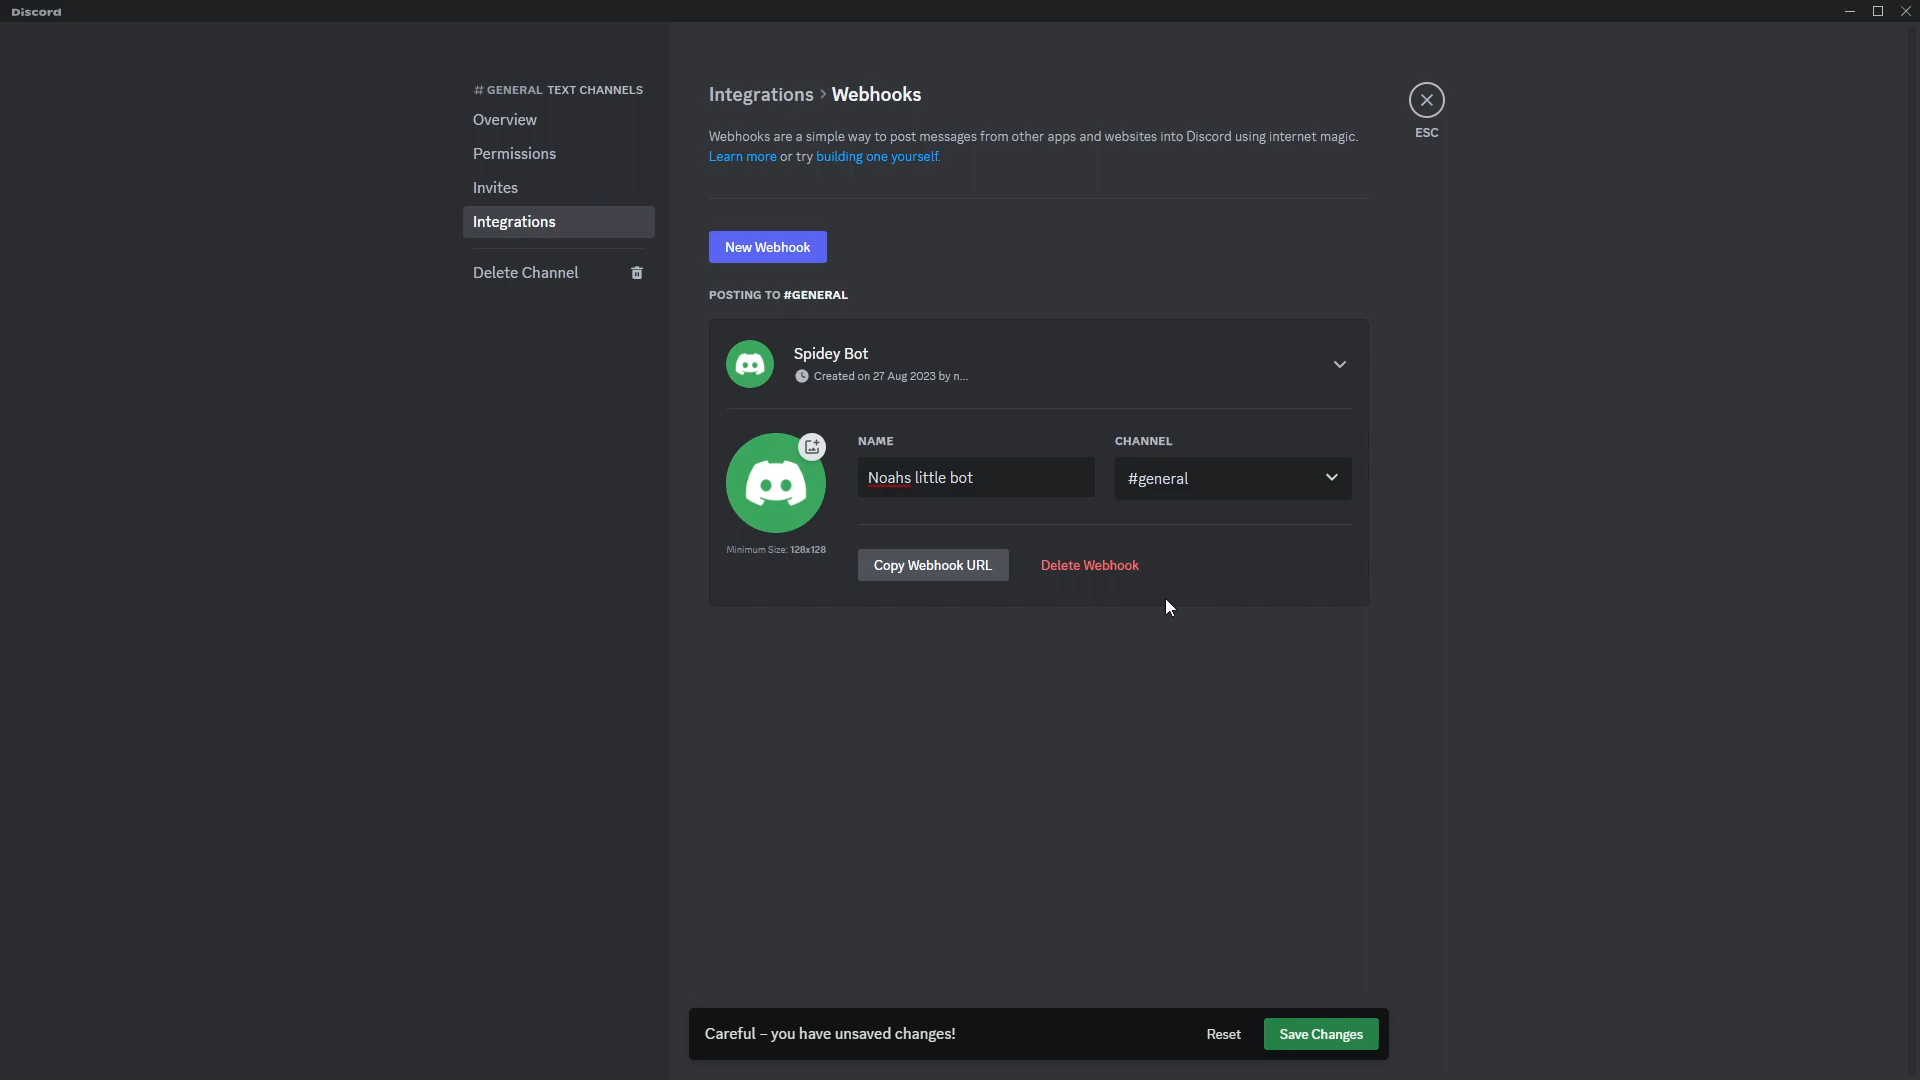 Discord
# GENERAL TEXT CHANNELS
Overview
Permissions
Invites
Integrations
Delete Channel
Integrations › Webhooks
Webhooks are a simple way to post messages from other apps and websites into Discord using internet magic.
Learn more or try building one yourself.
ESC
New Webhook
POSTING TO #GENERAL
Spidey Bot
Created on 27 Aug 2023 by n...
NAME
CHANNEL
Noahs little bot
#general
Minimum Size: 128x128
Copy Webhook URL
Delete Webhook
Careful – you have unsaved changes!
Reset
Save Changes